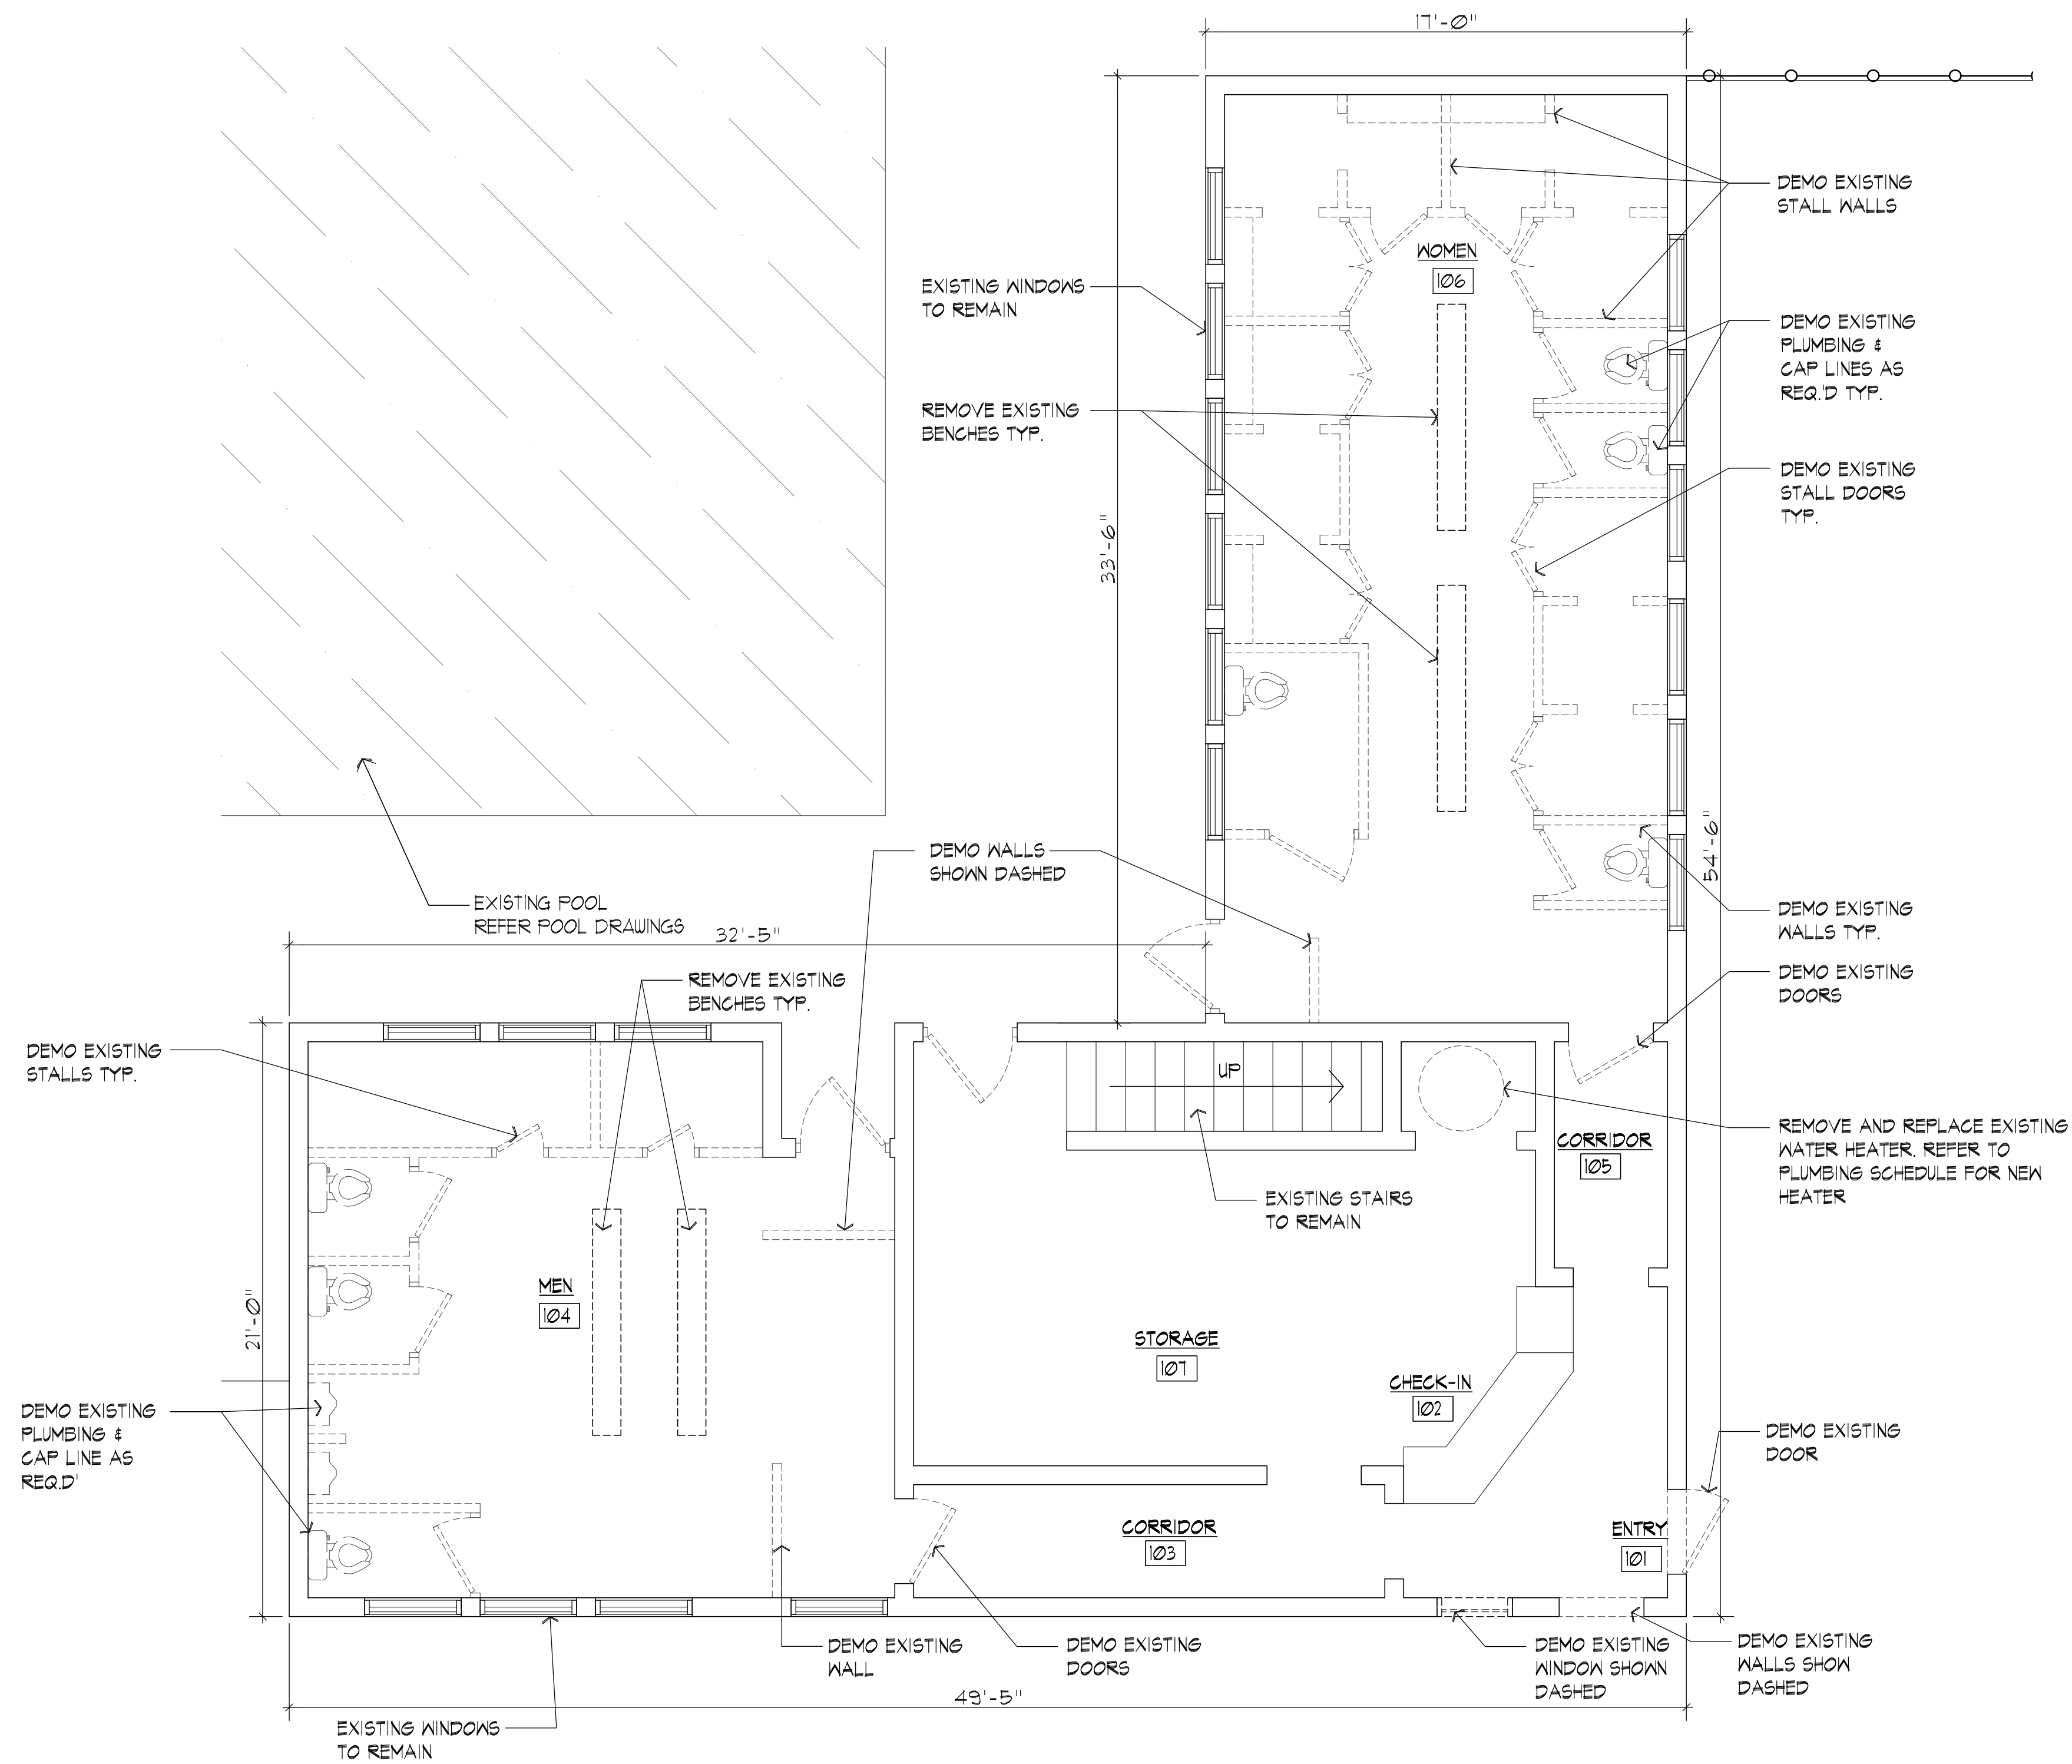 17'-0"
DEMO EXISTING
STALL WALLS
WOMEN
106
EXISTING WINDOWS
TO REMAIN
DEMO EXISTING
PLUMBING &
CAP LINES AS
REQ.'D TYP.
REMOVE EXISTING
BENCHES TYP.
DEMO EXISTING
STALL DOORS
TYP.
33'-6"
54'-6"
DEMO WALLS
SHOWN DASHED
EXISTING POOL
REFER POOL DRAWINGS
DEMO EXISTING
WALLS TYP.
32'-5"
DEMO EXISTING
DOORS
REMOVE EXISTING
BENCHES TYP.
DEMO EXISTING
STALLS TYP.
UP
REMOVE AND REPLACE EXISTING
WATER HEATER. REFER TO
PLUMBING SCHEDULE FOR NEW
HEATER
CORRIDOR
105
EXISTING STAIRS
TO REMAIN
MEN
104
21'-0"
STORAGE
107
CHECK-IN
102
DEMO EXISTING
PLUMBING &
CAP LINE AS
REQ.D'
DEMO EXISTING
DOOR
CORRIDOR
103
ENTRY
101
DEMO EXISTING
WALL
DEMO EXISTING
DOORS
DEMO EXISTING
WINDOW SHOWN
DASHED
DEMO EXISTING
WALLS SHOW
DASHED
49'-5"
EXISTING WINDOWS
TO REMAIN